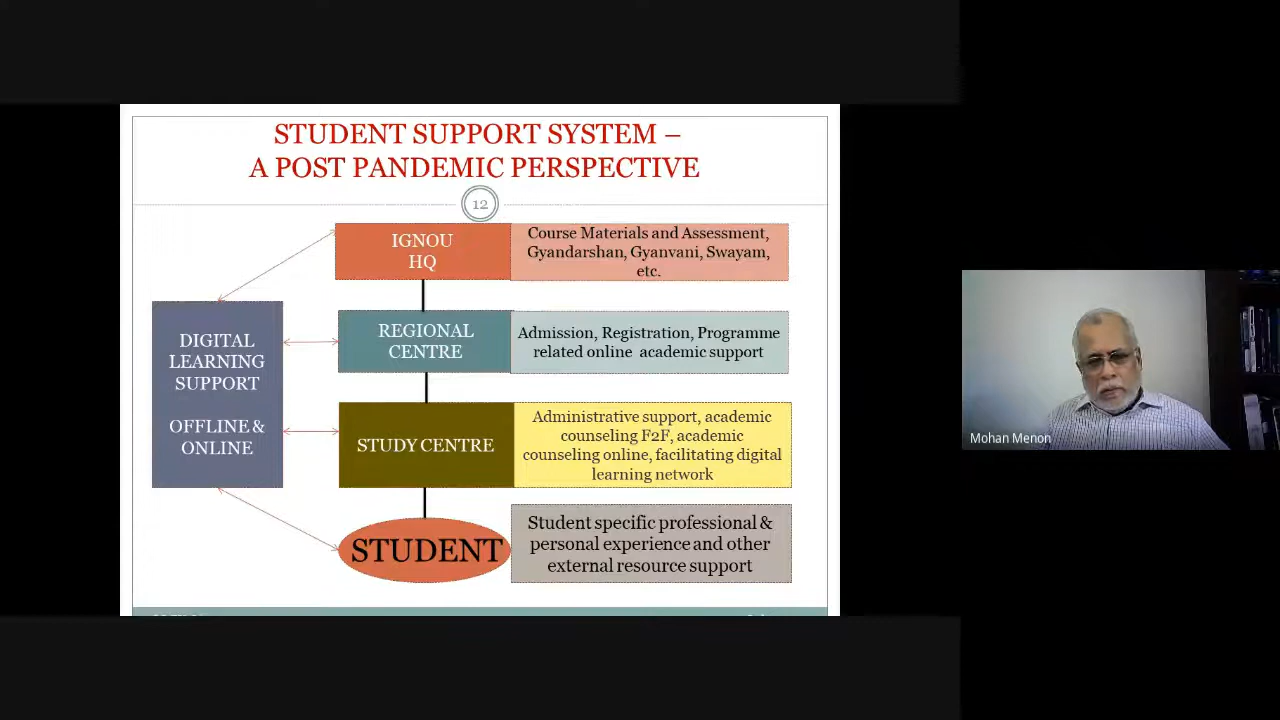 STUDENT SUPPORT SYSTEM –
A POST PANDEMIC PERSPECTIVE
12
IGNOU
HQ
Course Materials and Assessment,
Gyandarshan, Gyanvani, Swayam,
etc.
DIGITAL
LEARNING
SUPPORT
OFFLINE &
ONLINE
REGIONAL
CENTRE
Admission, Registration, Programme
related online academic support
STUDY CENTRE
Administrative support, academic
counseling F2F, academic
counseling online, facilitating digital
learning network
STUDENT
Student specific professional &
personal experience and other
external resource support
Mohan Menon